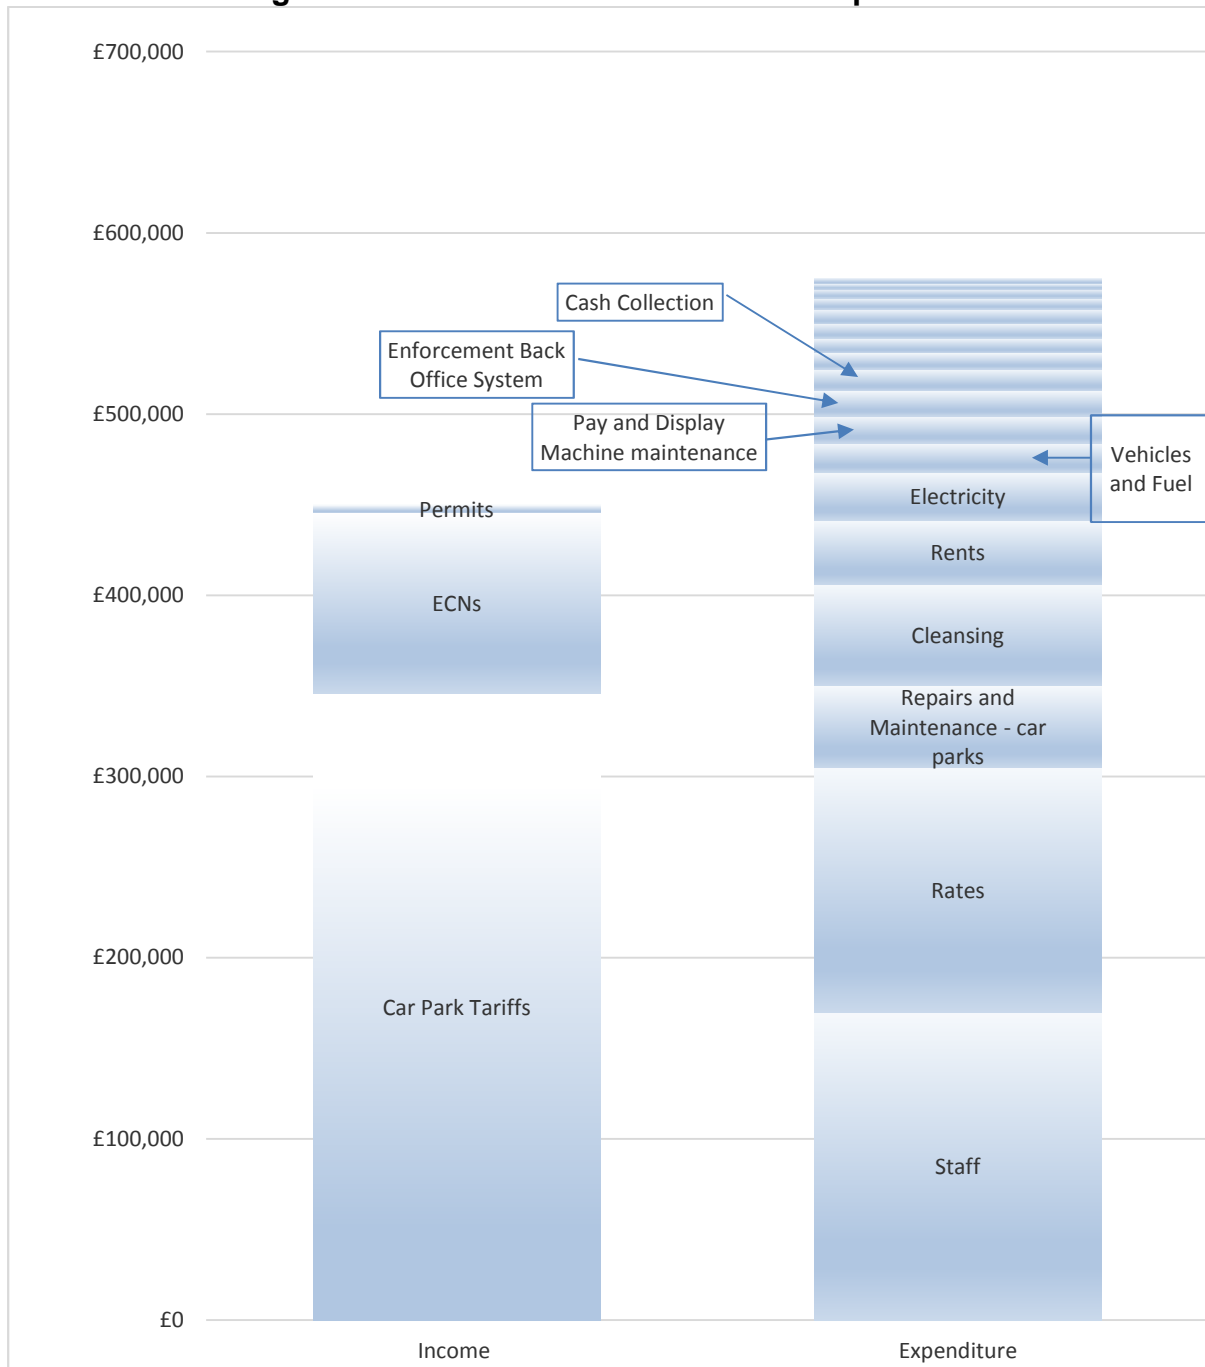 £700,000
£600,000
£500,000
£400,000
£300,000
£200,000
£100,000
£0
Permits
ECNs
Car Park Tariffs
Income
Cash Collection
Enforcement Back
Office System
Pay and Display
Machine maintenance
Vehicles
and Fuel
Electricity
Rents
Cleansing
Repairs and
Maintenance - car
parks
Rates
Staff
Expenditure